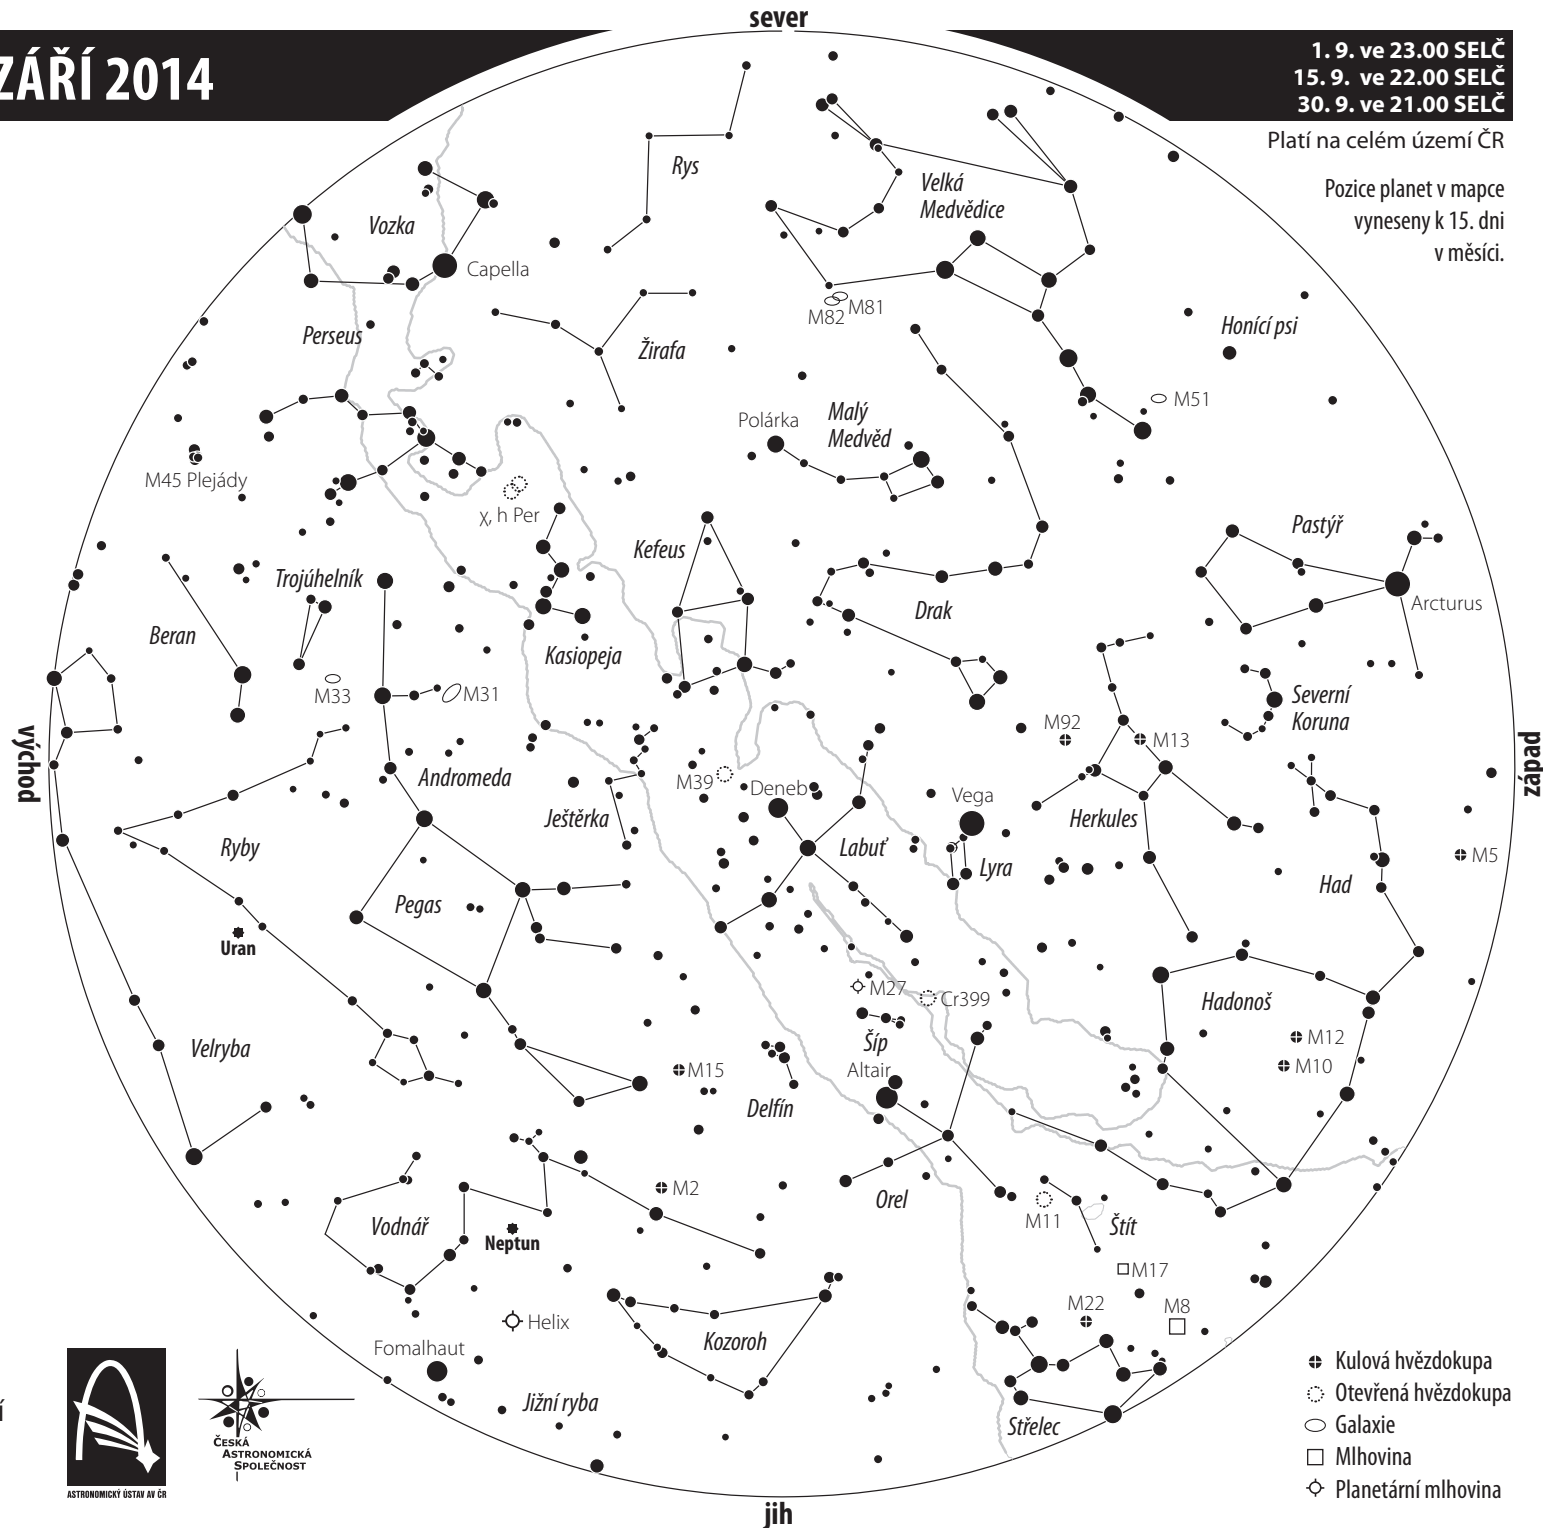 sever
ZÁŘÍ 2014
1. 9. ve 23.00 SELČ
15. 9. ve 22.00 SELČ
30. 9. ve 21.00 SELČ
Platí na celém území ČR
Pozice planet v mapce
vyneseny k 15. dni
v měsíci.
Rys
Velká
Medvědice
Vozka
Capella
M82
M81
Honící psi
Perseus
Žirafa
M51
Polárka
Malý
Medvěd
M45 Plejády
χ, h Per
Kefeus
Pastýř
Trojúhelník
Arcturus
Beran
Drak
Kasiopeja
M33
M31
Severní
Koruna
M92
M13
východ
západ
Andromeda
M39
Deneb
Vega
Ještěrka
Labuť
Herkules
Ryby
Lyra
M5
Had
Pegas
Uran
M27
Cr399
Hadonoš
Šíp
M12
Velryba
M15
Altair
M10
Delfín
M2
Orel
M11
Štít
Vodnář
Neptun
M17
M22
M8
Helix
Kozoroh
Fomalhaut
Jižní ryba
Střelec
Kulová hvězdokupa
Otevřená hvězdokupa
Galaxie
Mlhovina
Planetární mlhovina
í
ČESKÁ
ASTRONOMICKÁ
SPOLEČNOST
ASTRONOMICKÝ ÚSTAV AV ČR
jih